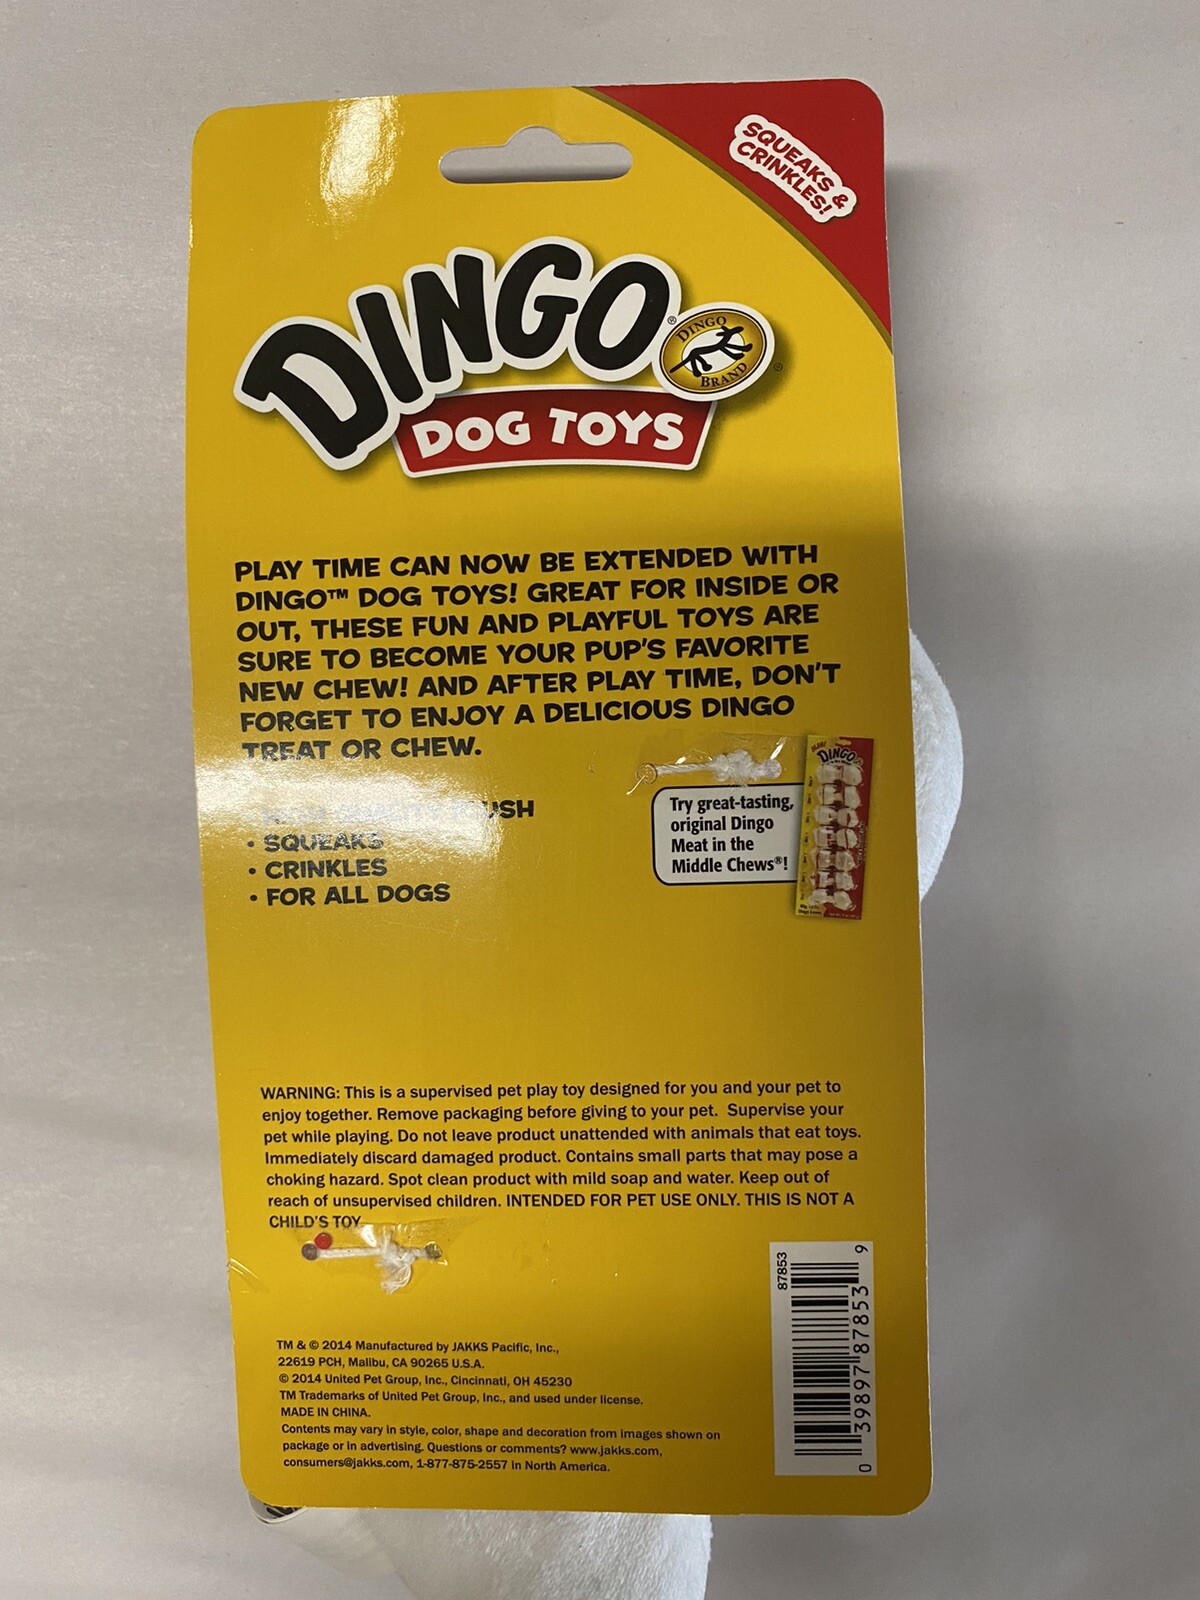 SQUEAKS &
CRINKLES!
DINGO®
DINGO
BRAND
®
DOG TOYS
PLAY TIME CAN NOW BE EXTENDED WITH
DINGO™ DOG TOYS! GREAT FOR INSIDE OR
OUT, THESE FUN AND PLAYFUL TOYS ARE
SURE TO BECOME YOUR PUP'S FAVORITE
NEW CHEW! AND AFTER PLAY TIME, DON'T
FORGET TO ENJOY A DELICIOUS DINGO
TREAT OR CHEW.
• SQUEAKS
• CRINKLES
• FOR ALL DOGS
DINGO
Try great-tasting,
original Dingo
Meat in the
Middle Chews®!
WARNING: This is a supervised pet play toy designed for you and your pet to
enjoy together. Remove packaging before giving to your pet. Supervise your
pet while playing. Do not leave product unattended with animals that eat toys.
Immediately discard damaged product. Contains small parts that may pose a
choking hazard. Spot clean product with mild soap and water. Keep out of
reach of unsupervised children. INTENDED FOR PET USE ONLY. THIS IS NOT A
CHILD'S TOY
TM & © 2014 Manufactured by JAKKS Pacific, Inc.,
22619 PCH, Malibu, CA 90265 U.S.A.
© 2014 United Pet Group, Inc., Cincinnati, OH 45230
TM Trademarks of United Pet Group, Inc., and used under license.
MADE IN CHINA.
Contents may vary in style, color, shape and decoration from images shown on
package or in advertising. Questions or comments? www.jakks.com,
consumers@jakks.com, 1-877-875-2557 in North America.
87853
0 39897 87853 9